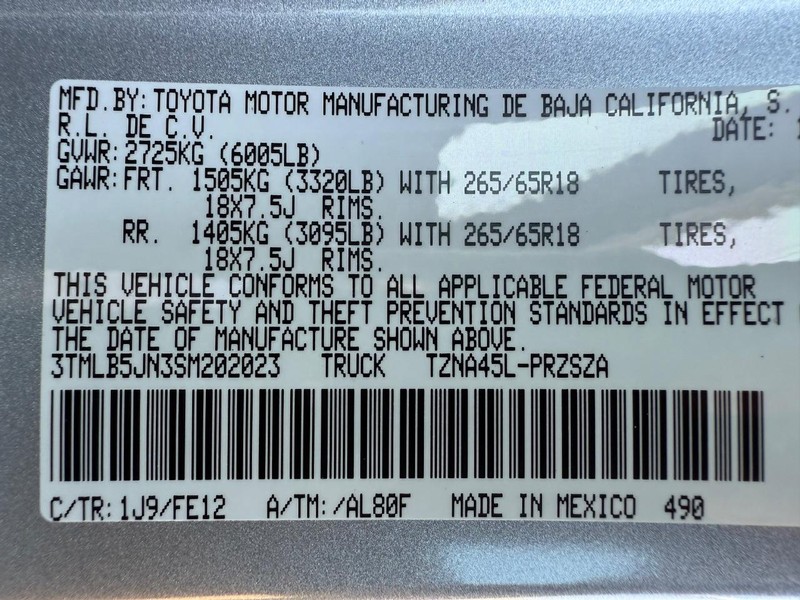 MFD.BY: TOYOTA MOTOR MANUFACTURING DE BAJA CALIFORNIA, S.
R.L. DE C.V. DATE:
GVWR: 2725KG (6005LB)
GAWR: FRT. 1505KG (3320LB) WITH 265/65R18 TIRES,
18X7.5J RIMS.
RR. 1405KG (3095LB) WITH 265/65R18 TIRES,
18X7.5J RIMS.
THIS VEHICLE CONFORMS TO ALL APPLICABLE FEDERAL MOTOR
VEHICLE SAFETY AND THEFT PREVENTION STANDARDS IN EFFECT
THE DATE OF MANUFACTURE SHOWN ABOVE.
3TMLB5JN3SM202023 TRUCK TZNA45L-PRZSZA
C/TR: 1J9/FE12 A/TM: /AL80F MADE IN MEXICO 490